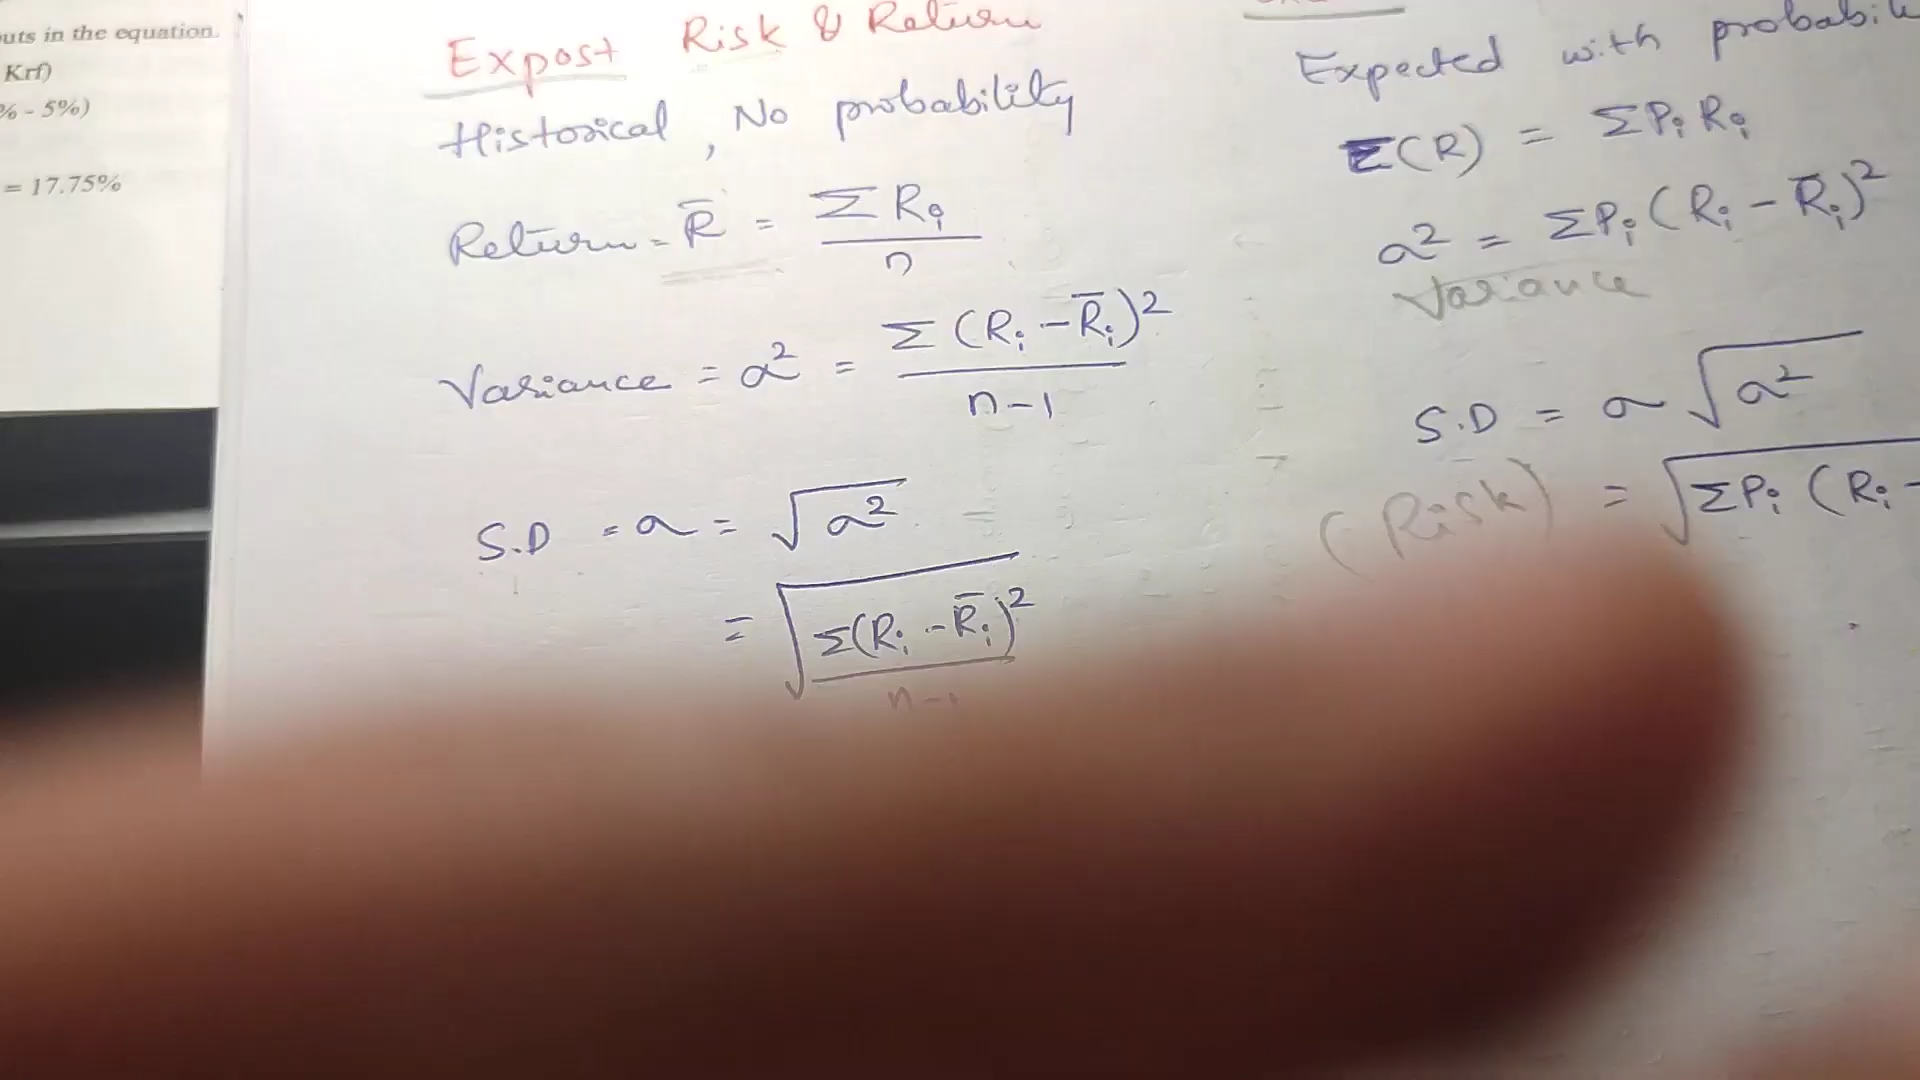 uts in the equation.
Krf)
% - 5%)
= 17.75%
Expost Risk & Return
Historical, No probability
Return = R̄ = ΣRi / n
Variance = σ² = Σ(Ri - R̄i)² / n-1
S.D = σ = √σ²
= √Σ(Ri - R̄i)² / n-1
Expected with probabili
E(R) = ΣPiRi
σ² = ΣPi(Ri - R̄i)²
Variance
S.D = σ √σ²
(Risk) = √ΣPi (Ri -